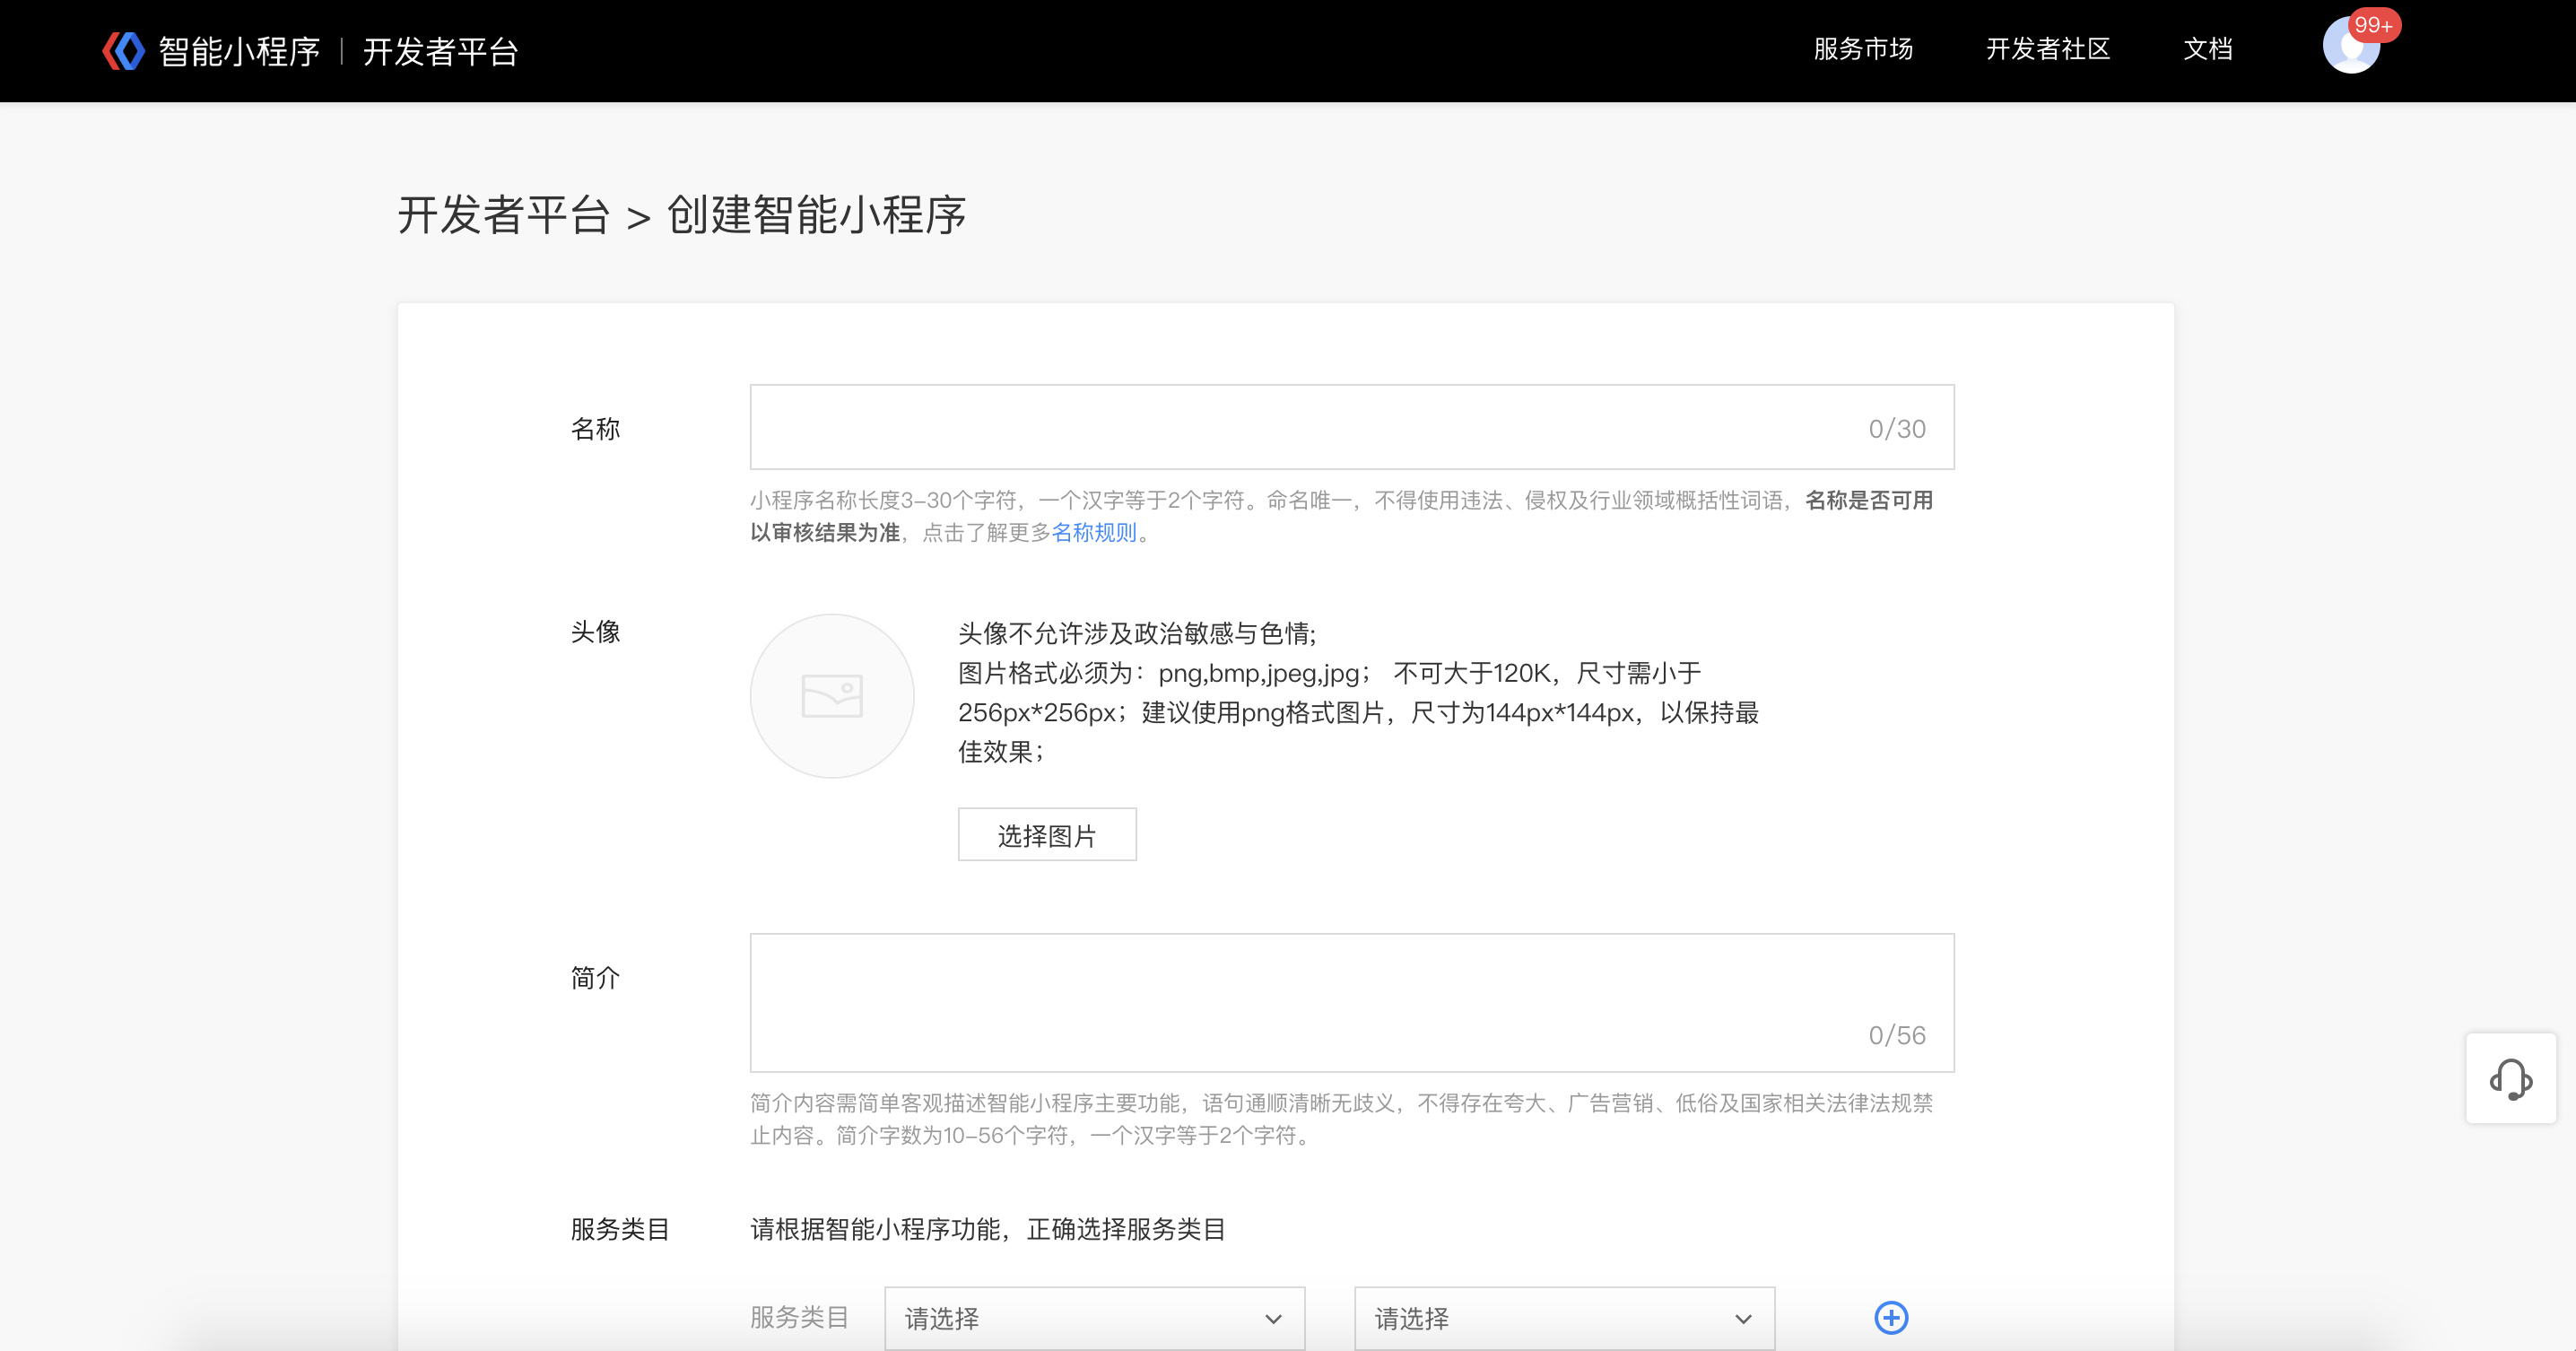 智能小程序 | 开发者平台
服务市场 开发者社区 文档 99+
开发者平台 > 创建智能小程序
名称
0/30
小程序名称长度3-30个字符，一个汉字等于2个字符。命名唯一，不得使用违法、侵权及行业领域概括性词语，名称是否可用
以审核结果为准，点击了解更多名称规则。
头像
头像不允许涉及政治敏感与色情;
图片格式必须为：png,bmp,jpeg,jpg； 不可大于120K，尺寸需小于
256px*256px；建议使用png格式图片，尺寸为144px*144px，以保持最
佳效果；
选择图片
简介
0/56
简介内容需简单客观描述智能小程序主要功能，语句通顺清晰无歧义，不得存在夸大、广告营销、低俗及国家相关法律法规禁
止内容。简介字数为10-56个字符，一个汉字等于2个字符。
服务类目 请根据智能小程序功能，正确选择服务类目
服务类目 请选择 请选择